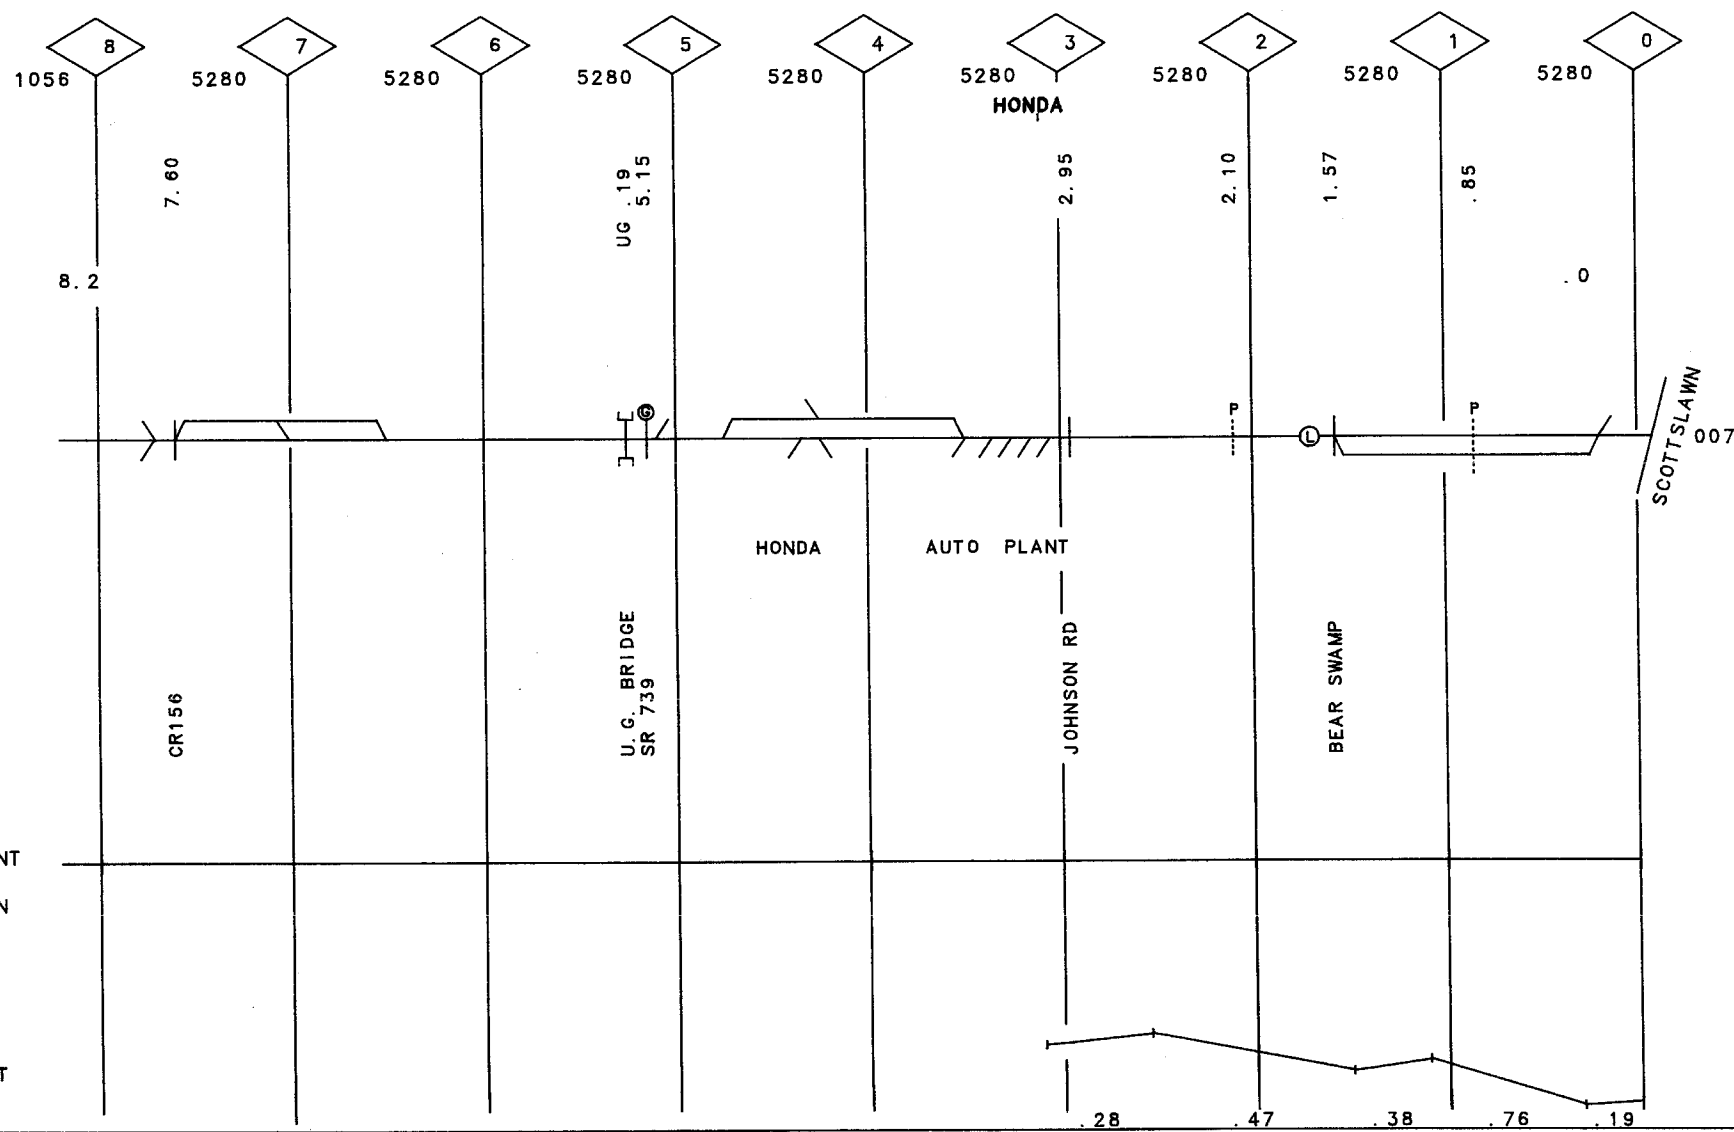 8 7 6 5 4 3 2 1 0
1056 5280 5280 5280 5280 5280 5280 5280 5280
HONDA
7.60
UG .19
5.15
2.95
2.10
1.57
.85
8.2
.0
G
P
L
P
SCOTTSLAWN
007
HONDA AUTO PLANT
CR156
U.G. BRIDGE
SR 739
JOHNSON RD
BEAR SWAMP
NT
N
T
.28 .47 .38 .76 .19